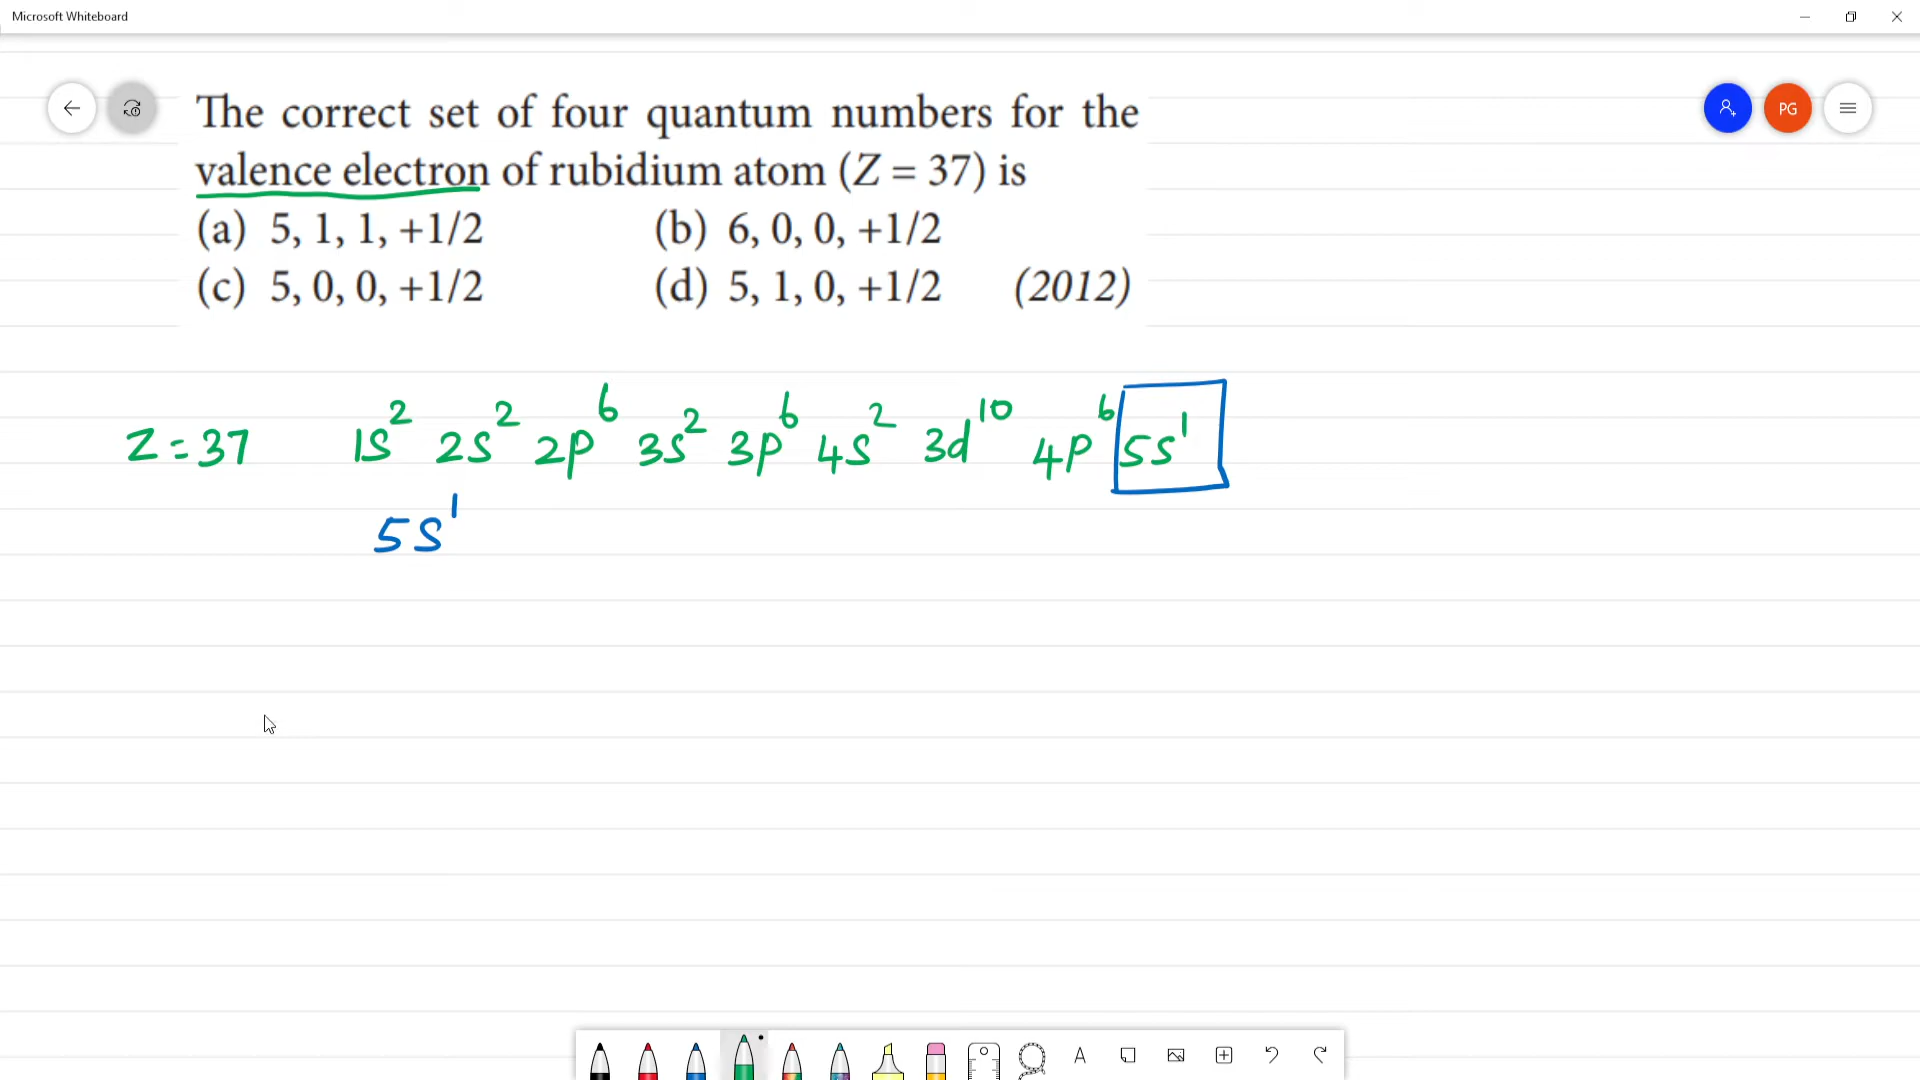 Microsoft Whiteboard
The correct set of four quantum numbers for the
valence electron of rubidium atom (Z = 37) is
(a) 5, 1, 1, +1/2 (b) 6, 0, 0, +1/2
(c) 5, 0, 0, +1/2 (d) 5, 1, 0, +1/2 (2012)
PG
Z = 37 1S² 2S² 2p⁶ 3s² 3p⁶ 4s² 3d¹⁰ 4p⁶ 5s¹
5S¹
A